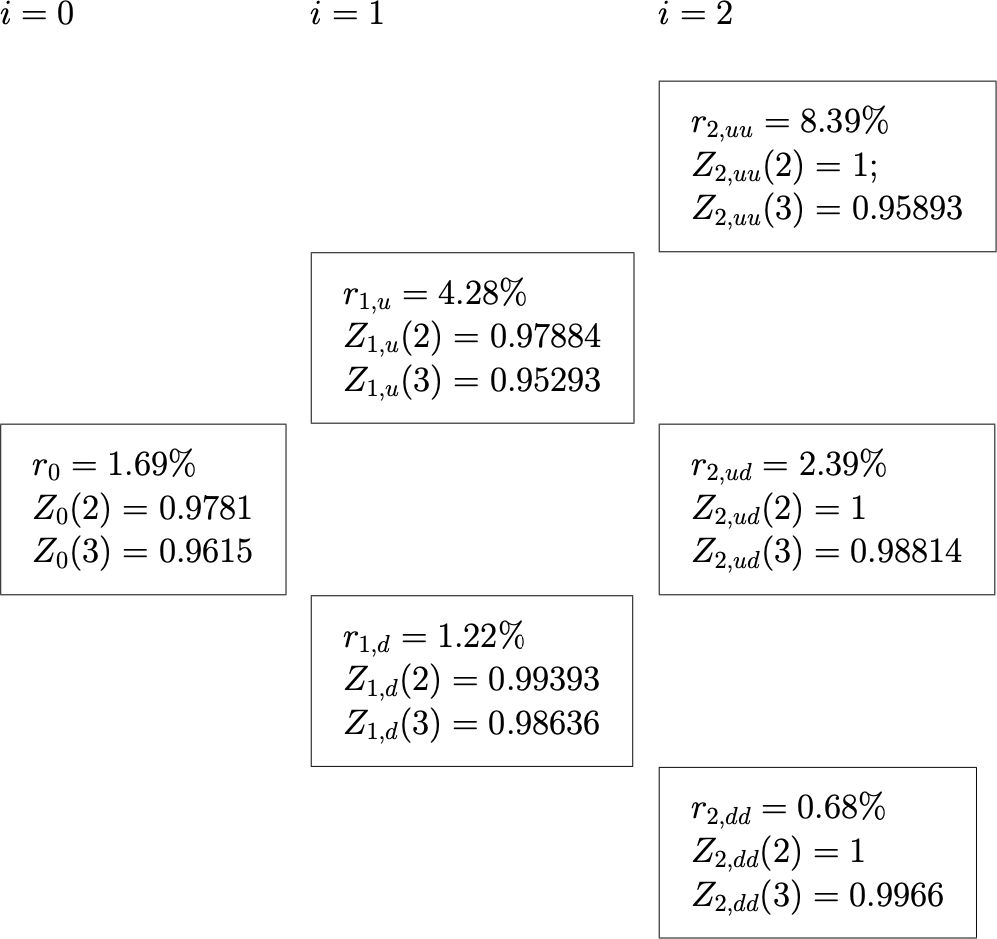 i = 0
i = 1
i = 2
r_{2,uu} = 8.39%
Z_{2,uu}(2) = 1;
Z_{2,uu}(3) = 0.95893
r_{1,u} = 4.28%
Z_{1,u}(2) = 0.97884
Z_{1,u}(3) = 0.95293
r_0 = 1.69%
Z_0(2) = 0.9781
Z_0(3) = 0.9615
r_{2,ud} = 2.39%
Z_{2,ud}(2) = 1
Z_{2,ud}(3) = 0.98814
r_{1,d} = 1.22%
Z_{1,d}(2) = 0.99393
Z_{1,d}(3) = 0.98636
r_{2,dd} = 0.68%
Z_{2,dd}(2) = 1
Z_{2,dd}(3) = 0.9966